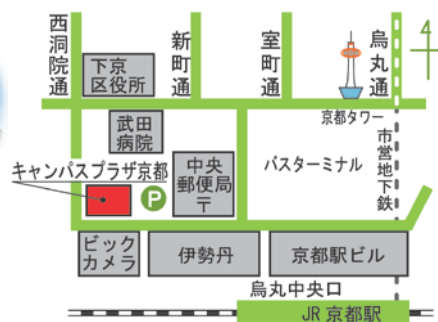 西洞院通
新町通
室町通
烏丸通
4
下京
区役所
京都タワー
武田
病院
市営地下鉄
バスターミナル
中央
郵便局
〒
キャンパスプラザ京都
P
ビック
カメラ
伊勢丹
京都駅ビル
烏丸中央口
JR 京都駅